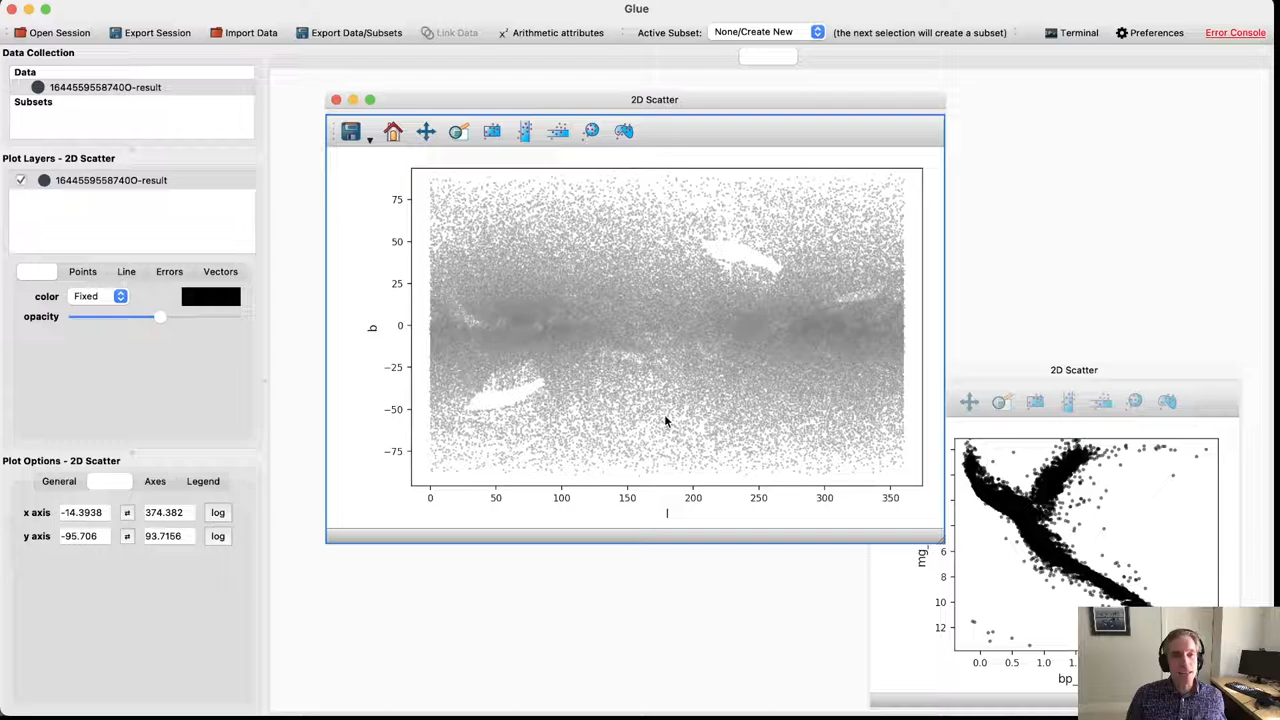 Glue
Open Session Export Session Import Data Export Data/Subsets Link Data Arithmetic attributes Active Subset: None/Create New (the next selection will create a subset) Terminal Preferences Error Console
Data Collection
Data
1644559558740O-result
Subsets
Plot Layers - 2D Scatter
1644559558740O-result
Points Line Errors Vectors
color Fixed
opacity
Plot Options - 2D Scatter
General Axes Legend
x axis -14.3938 374.382 log
y axis -95.706 93.7156 log
2D Scatter
75
50
25
0
−25
−50
−75
b
0 50 100 150 200 250 300 350
l
2D Scatter
6
8
10
12
mg_
0.0 0.5 1.0
bp_